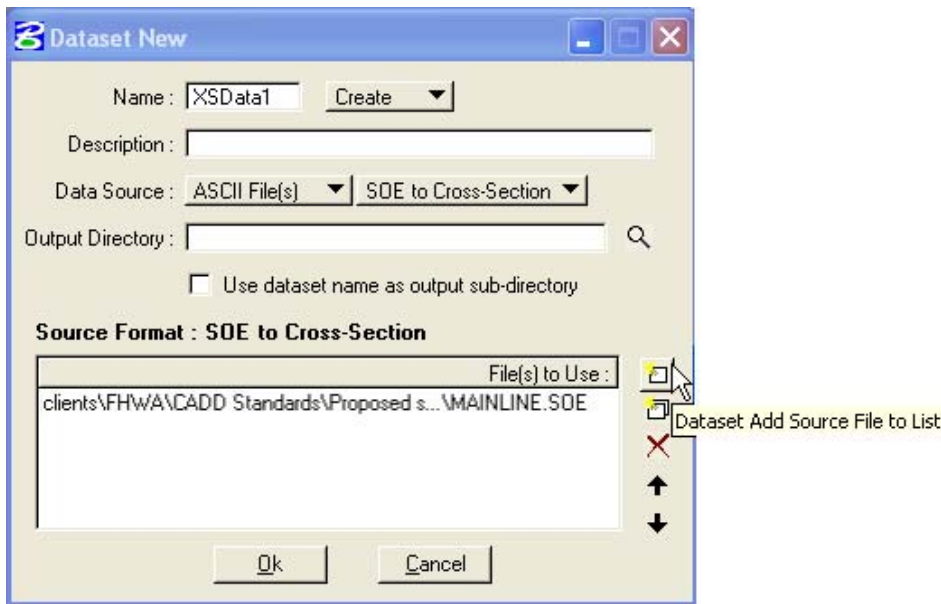 Dataset New
Name : XSData1 Create
Description :
Data Source : ASCII File(s) SOE to Cross-Section
Output Directory :
Use dataset name as output sub-directory
Source Format : SOE to Cross-Section
File(s) to Use :
clients\FHWA\CADD Standards\Proposed s...\MAINLINE.SOE
Dataset Add Source File to List
Ok Cancel